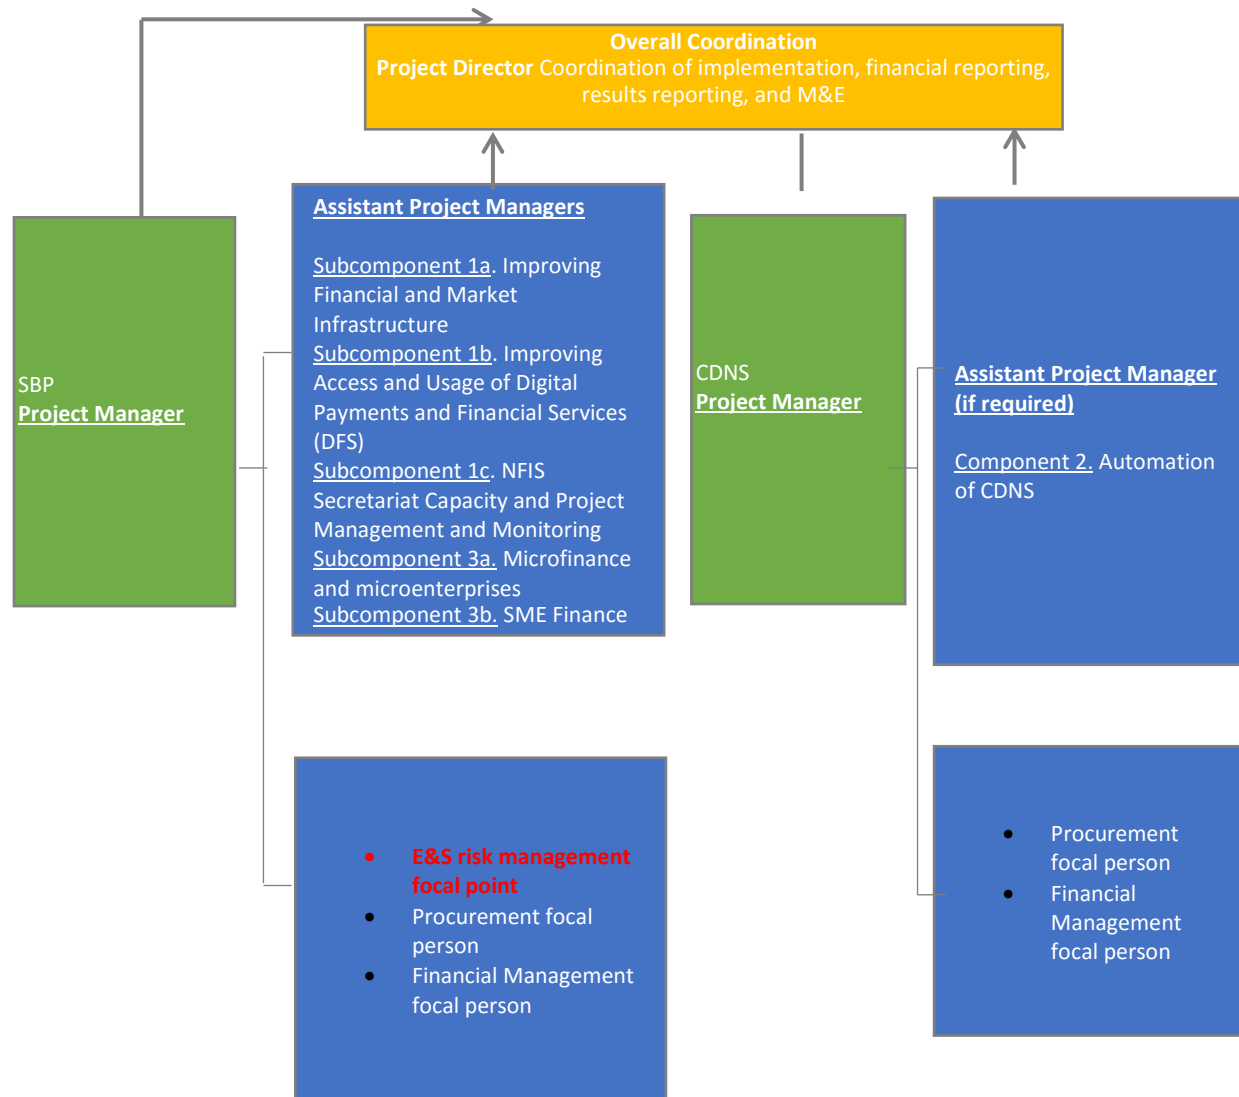 Overall Coordination
Project Director Coordination of implementation, financial reporting,
results reporting, and M&E
SBP
Project Manager
Assistant Project Managers
Subcomponent 1a. Improving
Financial and Market
Infrastructure
Subcomponent 1b. Improving
Access and Usage of Digital
Payments and Financial Services
(DFS)
Subcomponent 1c. NFIS
Secretariat Capacity and Project
Management and Monitoring
Subcomponent 3a. Microfinance
and microenterprises
Subcomponent 3b. SME Finance
CDNS
Project Manager
Assistant Project Manager
(if required)
Component 2. Automation
of CDNS
• E&S risk management
focal point
• Procurement focal
person
• Financial Management
focal person
• Procurement
focal person
• Financial
Management
focal person